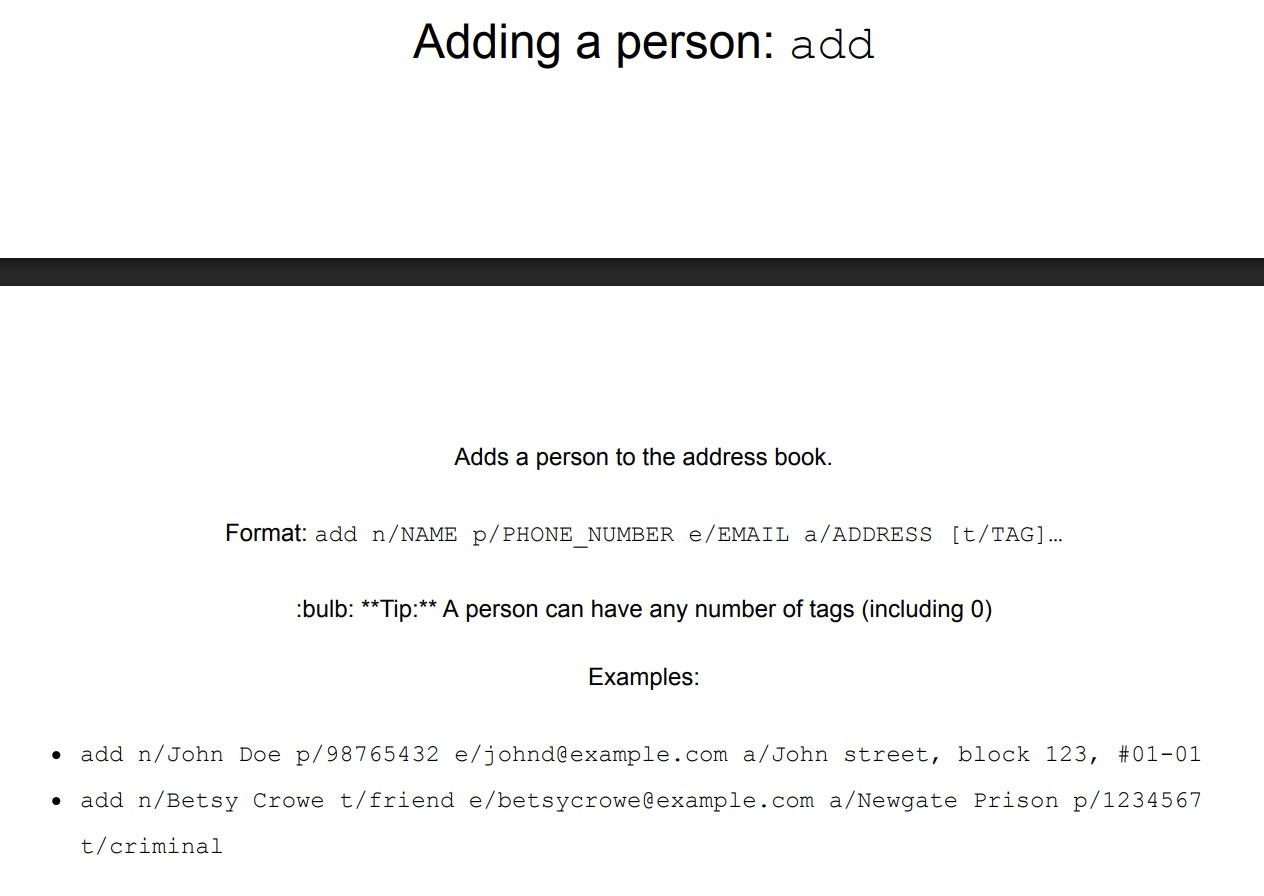 Adding a person: add
Adds a person to the address book.
Format: add n/NAME p/PHONE_NUMBER e/EMAIL a/ADDRESS [t/TAG]…
:bulb: **Tip:** A person can have any number of tags (including 0)
Examples:
• add n/John Doe p/98765432 e/johnd@example.com a/John street, block 123, #01-01
• add n/Betsy Crowe t/friend e/betsycrowe@example.com a/Newgate Prison p/1234567
t/criminal